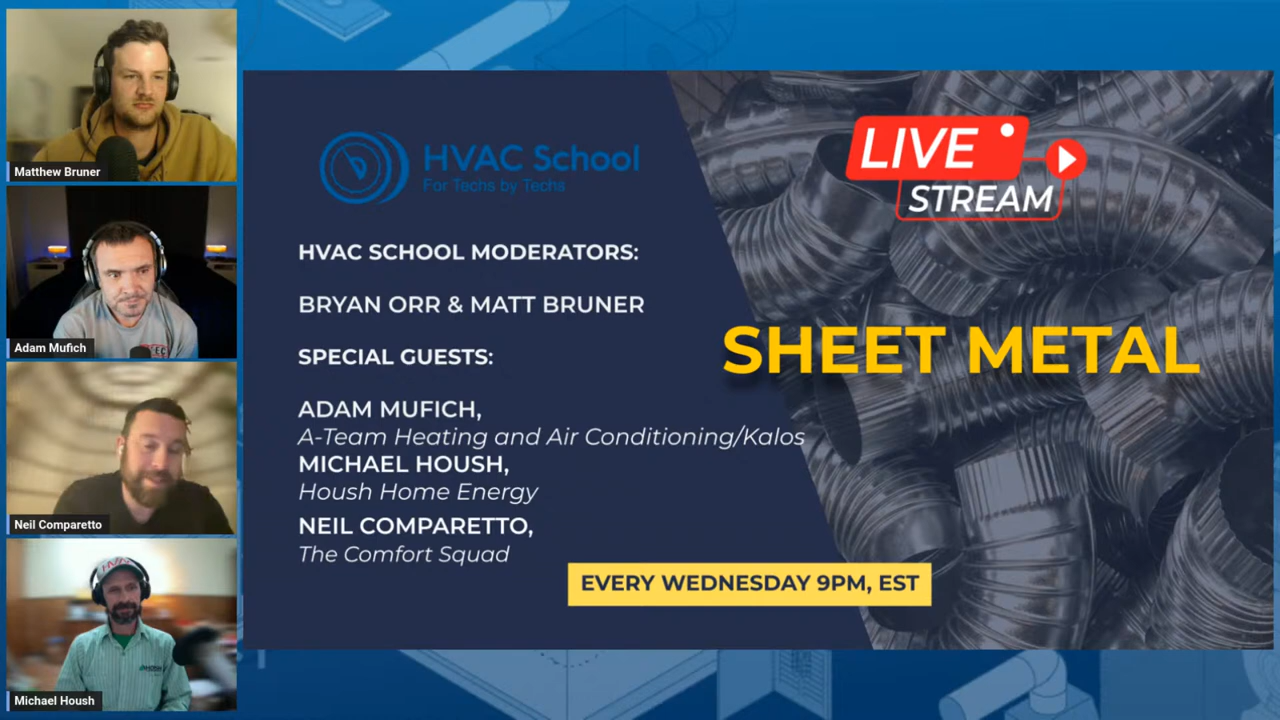 Matthew Bruner
Adam Mufich
Neil Comparetto
Michael Housh
HVAC School
For Techs by Techs
HVAC SCHOOL MODERATORS:
BRYAN ORR & MATT BRUNER
SPECIAL GUESTS:
ADAM MUFICH,
A-Team Heating and Air Conditioning/Kalos
MICHAEL HOUSH,
Housh Home Energy
NEIL COMPARETTO,
The Comfort Squad
EVERY WEDNESDAY 9PM, EST
LIVE
STREAM
SHEET METAL